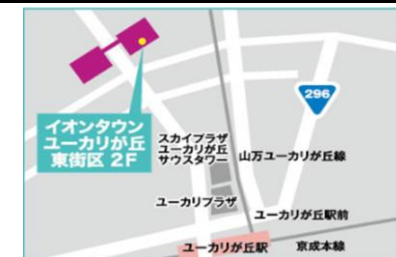 296
イオンタウン
ユーカリが丘
東街区 2F
スカイプラザ
ユーカリが丘
サウスタワー
山万ユーカリが丘線
ユーカリプラザ
ユーカリが丘駅前
ユーカリが丘駅
京成本線